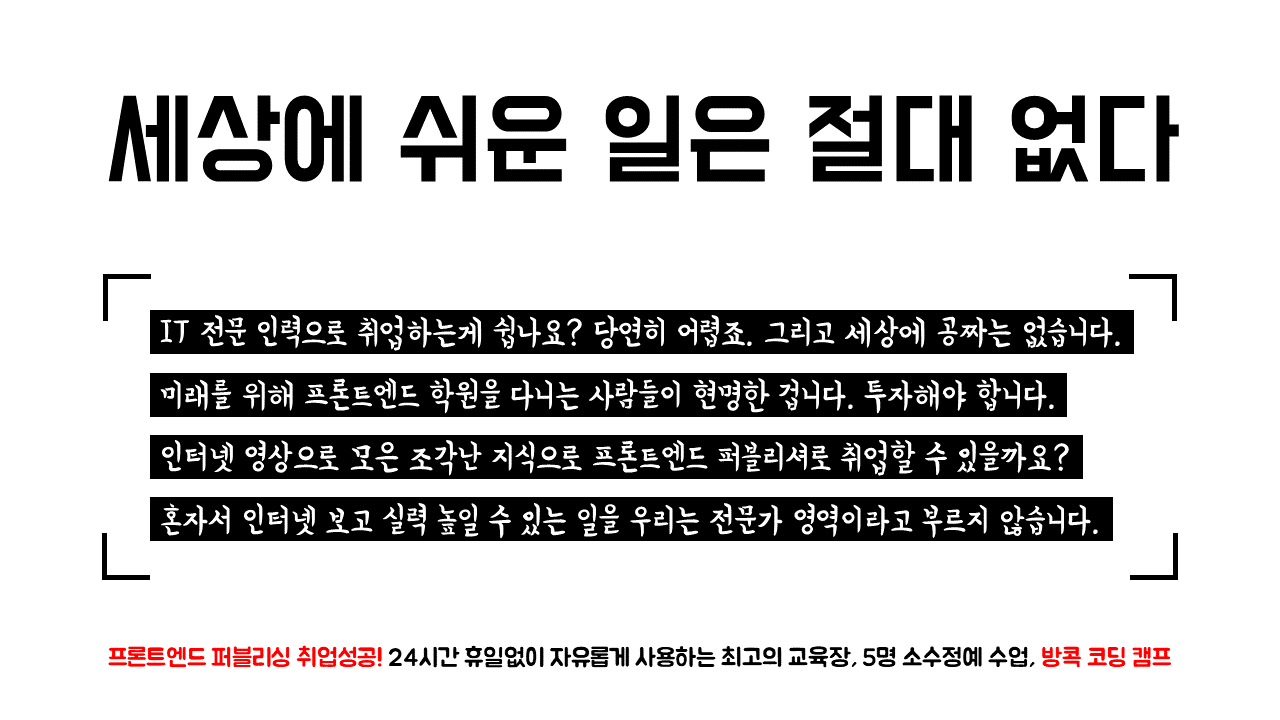 세상에 쉬운 일은 절대 없다
IT 전문 인력으로 취업하는게 쉽나요? 당연히 어렵죠. 그리고 세상에 공짜는 없습니다.
미래를 위해 프론트엔드 학원을 다니는 사람들이 현명한 겁니다. 투자해야 합니다.
인터넷 영상으로 모은 조각난 지식으로 프론트엔드 퍼블리셔로 취업할 수 있을까요?
혼자서 인터넷 보고 실력 높일 수 있는 일을 우리는 전문가 영역이라고 부르지 않습니다.
프론트엔드 퍼블리싱 취업성공! 24시간 휴일없이 자유롭게 사용하는 최고의 교육장, 5명 소수정예 수업, 방콕 코딩 캠프